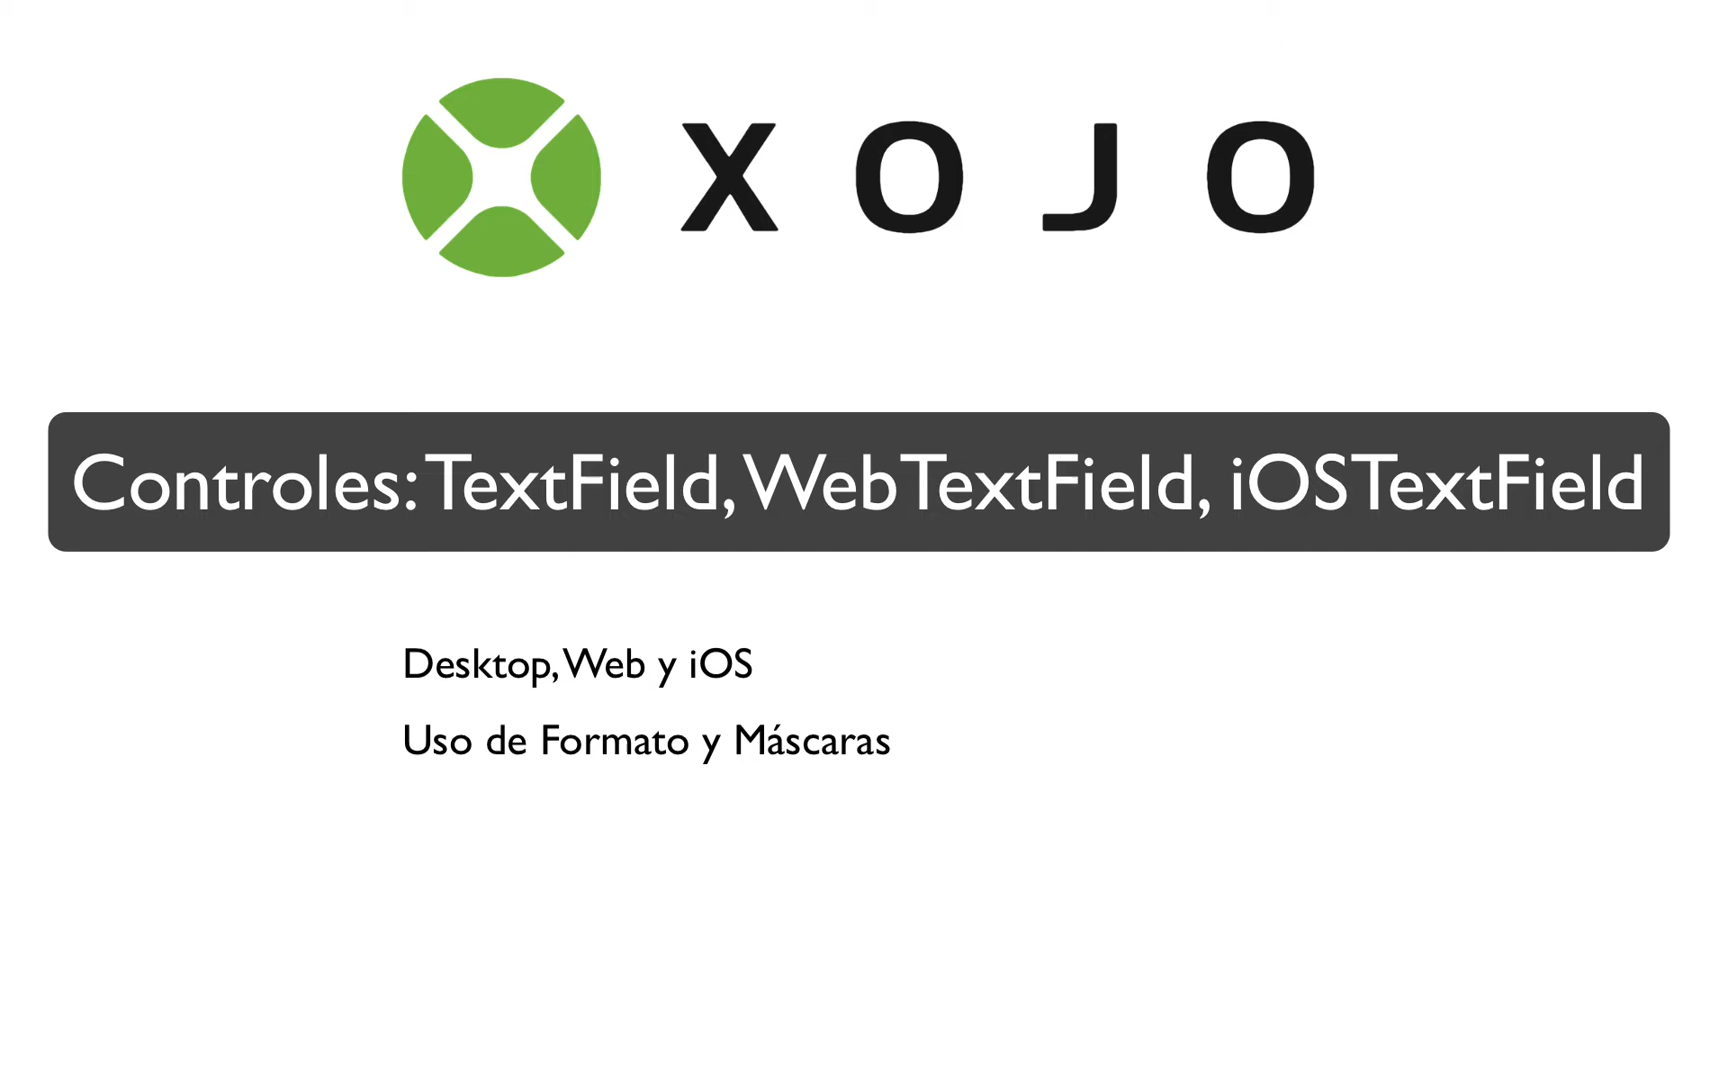 XOJO
Controles: TextField, WebTextField, iOSTextField
Desktop, Web y iOS
Uso de Formato y Máscaras